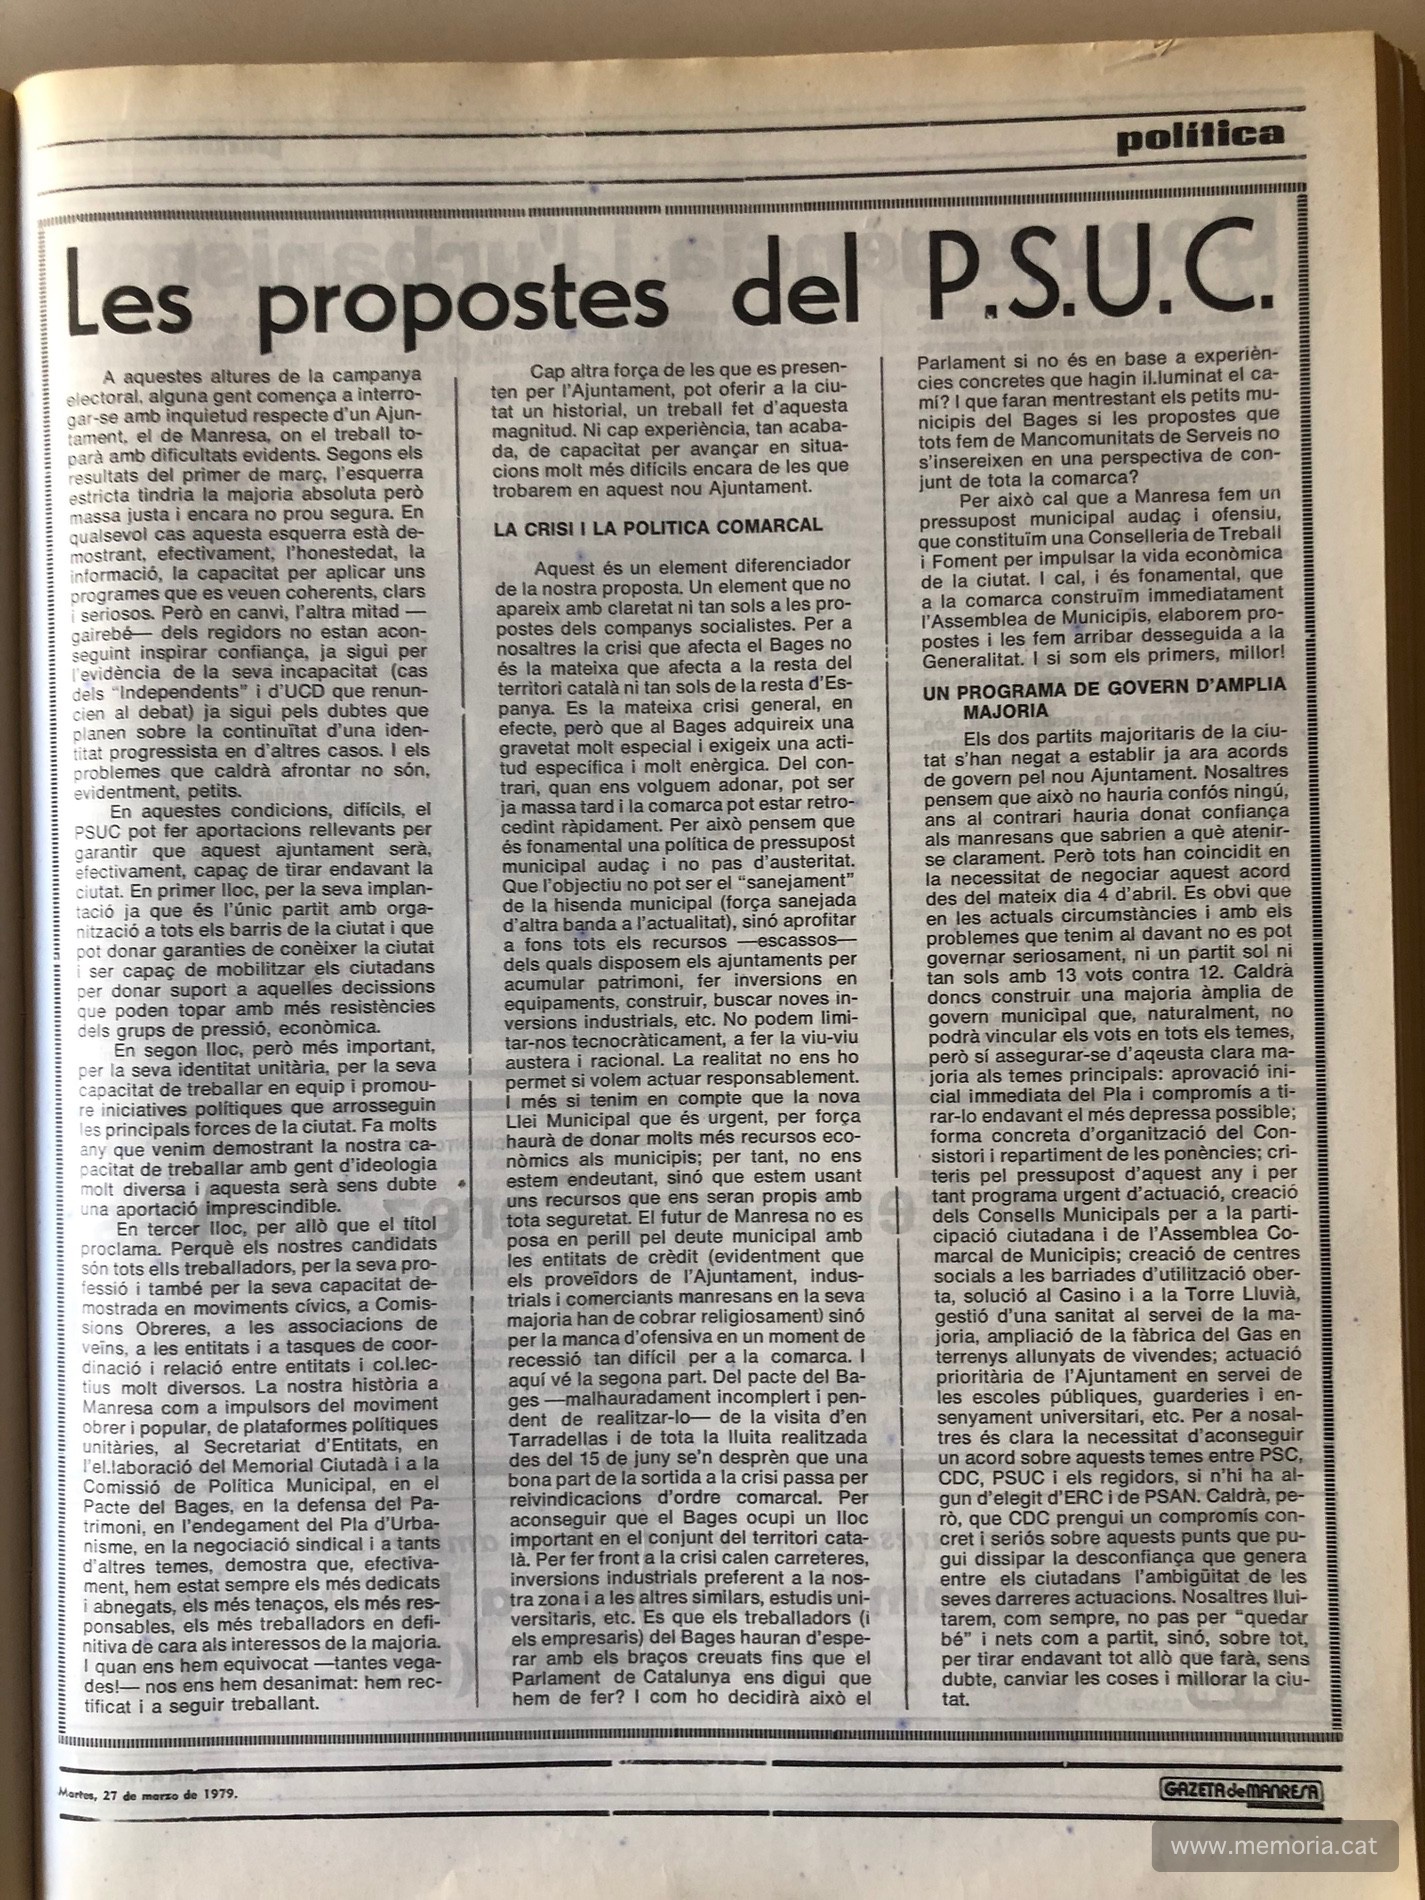 política
Les propostes del P.S.U.C.
A aquestes altures de la campanya
electoral, alguna gent comença a interro-
gar-se amb inquietud respecte d'un Ajun-
tament, el de Manresa, on el treball to-
parà amb dificultats evidents. Segons els
resultats del primer de març, l'esquerra
estricta tindria la majoria absoluta però
massa justa i encara no prou segura. En
qualsevol cas aquesta esquerra està de-
mostrant, efectivament, l'honestedat, la
informació, la capacitat per aplicar uns
programes que es veuen coherents, clars
i seriosos. Però en canvi, l'altra mitad —
gairebé— dels regidors no estan acon-
seguint inspirar confiança, ja sigui per
l'evidència de la seva incapacitat (cas
dels "Independents" i d'UCD que renun-
cien al debat) ja sigui pels dubtes que
planen sobre la continuïtat d'una iden-
titat progressista en d'altres casos. I els
problemes que caldrà afrontar no són,
evidentment, petits.
En aquestes condicions, difícils, el
PSUC pot fer aportacions rellevants per
garantir que aquest ajuntament serà,
efectivament, capaç de tirar endavant la
ciutat. En primer lloc, per la seva implan-
tació ja que és l'únic partit amb orga-
nització a tots els barris de la ciutat i que
pot donar garanties de conèixer la ciutat
i ser capaç de mobilitzar els ciutadans
per donar suport a aquelles decissions
que poden topar amb més resistències
dels grups de pressió, econòmica.
En segon lloc, però més important,
per la seva identitat unitària, per la seva
capacitat de treballar en equip i promou-
re iniciatives polítiques que arrosseguin
les principals forces de la ciutat. Fa molts
any que venim demostrant la nostra ca-
pacitat de treballar amb gent d'ideologia
molt diversa i aquesta serà sens dubte
una aportació imprescindible.
En tercer lloc, per allò que el títol
proclama. Perquè els nostres candidats
són tots ells treballadors, per la seva pro-
fessió i també per la seva capacitat de-
mostrada en moviments cívics, a Comis-
sions Obreres, a les associacions de
veïns, a les entitats i a tasques de coor-
dinació i relació entre entitats i col.lec-
tius molt diversos. La nostra història a
Manresa com a impulsors del moviment
obrer i popular, de plataformes polítiques
unitàries, al Secretariat d'Entitats, en
l'el.laboració del Memorial Ciutadà i a la
Comissió de Política Municipal, en el
Pacte del Bages, en la defensa del Pa-
trimoni, en l'endegament del Pla d'Urba-
nisme, en la negociació sindical i a tants
d'altres temes, demostra que, efectiva-
ment, hem estat sempre els més dedicats
i abnegats, els més tenaços, els més res-
ponsables, els més treballadors en defi-
nitiva de cara als interessos de la majoria.
I quan ens hem equivocat —tantes vega-
des!— nos ens hem desanimat: hem rec-
tificat i a seguir treballant.
Cap altra força de les que es presen-
ten per l'Ajuntament, pot oferir a la ciu-
tat un historial, un treball fet d'aquesta
magnitud. Ni cap experiència, tan acaba-
da, de capacitat per avançar en situa-
cions molt més difícils encara de les que
trobarem en aquest nou Ajuntament.
LA CRISI I LA POLITICA COMARCAL
Aquest és un element diferenciador
de la nostra proposta. Un element que no
apareix amb claretat ni tan sols a les pro-
postes dels companys socialistes. Per a
nosaltres la crisi que afecta el Bages no
és la mateixa que afecta a la resta del
territori català ni tan sols de la resta d'Es-
panya. Es la mateixa crisi general, en
efecte, però que al Bages adquireix una
gravetat molt especial i exigeix una acti-
tud específica i molt enèrgica. Del con-
trari, quan ens volguem adonar, pot ser
ja massa tard i la comarca pot estar retro-
cedint ràpidament. Per això pensem que
és fonamental una política de pressupost
municipal audaç i no pas d'austeritat.
Que l'objectiu no pot ser el "sanejament"
de la hisenda municipal (força sanejada
d'altra banda a l'actualitat), sinó aprofitar
a fons tots els recursos —escassos—
dels quals disposem els ajuntaments per
acumular patrimoni, fer inversions en
equipaments, construir, buscar noves in-
versions industrials, etc. No podem limi-
tar-nos tecnocràticament, a fer la viu-viu
austera i racional. La realitat no ens ho
permet si volem actuar responsablement.
I més si tenim en compte que la nova
Llei Municipal que és urgent, per força
haurà de donar molts més recursos eco-
nòmics als municipis; per tant, no ens
estem endeutant, sinó que estem usant
uns recursos que ens seran propis amb
tota seguretat. El futur de Manresa no es
posa en perill pel deute municipal amb
les entitats de crèdit (evidentment que
els proveïdors de l'Ajuntament, indus-
trials i comerciants manresans en la seva
majoria han de cobrar religiosament) sinó
per la manca d'ofensiva en un moment de
recessió tan difícil per a la comarca. I
aquí vé la segona part. Del pacte del Ba-
ges —malhauradament incomplert i pen-
dent de realitzar-lo— de la visita d'en
Tarradellas i de tota la lluita realitzada
des del 15 de juny se'n desprèn que una
bona part de la sortida a la crisi passa per
reivindicacions d'ordre comarcal. Per
aconseguir que el Bages ocupi un lloc
important en el conjunt del territori cata-
là. Per fer front a la crisi calen carreteres,
inversions industrials preferent a la nos-
tra zona i a les altres similars, estudis uni-
versitaris, etc. Es que els treballadors (i
els empresaris) del Bages hauran d'espe-
rar amb els braços creuats fins que el
Parlament de Catalunya ens digui que
hem de fer? I com ho decidirà això el
Parlament si no és en base a experièn-
cies concretes que hagin il.luminat el ca-
mí? I que faran mentrestant els petits mu-
nicipis del Bages si les propostes que
tots fem de Mancomunitats de Serveis no
s'insereixen en una perspectiva de con-
junt de tota la comarca?
Per això cal que a Manresa fem un
pressupost municipal audaç i ofensiu,
que constituïm una Conselleria de Treball
i Foment per impulsar la vida econòmica
de la ciutat. I cal, i és fonamental, que
a la comarca construïm immediatament
l'Assemblea de Municipis, elaborem pro-
postes i les fem arribar desseguida a la
Generalitat. I si som els primers, millor!
UN PROGRAMA DE GOVERN D'AMPLIA
MAJORIA
Els dos partits majoritaris de la ciu-
tat s'han negat a establir ja ara acords
de govern pel nou Ajuntament. Nosaltres
pensem que això no hauria confós ningú,
ans al contrari hauria donat confiança
als manresans que sabrien a què atenir-
se clarament. Però tots han coincidit en
la necessitat de negociar aquest acord
des del mateix dia 4 d'abril. Es obvi que
en les actuals circumstàncies i amb els
problemes que tenim al davant no es pot
governar seriosament, ni un partit sol ni
tan sols amb 13 vots contra 12. Caldrà
doncs construir una majoria àmplia de
govern municipal que, naturalment, no
podrà vincular els vots en tots els temes,
però sí assegurar-se d'aqeusta clara ma-
joria als temes principals: aprovació ini-
cial immediata del Pla i compromís a ti-
rar-lo endavant el més depressa possible;
forma concreta d'organització del Con-
sistori i repartiment de les ponències; cri-
teris pel pressupost d'aquest any i per
tant programa urgent d'actuació, creació
dels Consells Municipals per a la parti-
cipació ciutadana i de l'Assemblea Co-
marcal de Municipis; creació de centres
socials a les barriades d'utilització ober-
ta, solució al Casino i a la Torre Lluvià,
gestió d'una sanitat al servei de la ma-
joria, ampliació de la fàbrica del Gas en
terrenys allunyats de vivendes; actuació
prioritària de l'Ajuntament en servei de
les escoles públiques, guarderies i en-
senyament universitari, etc. Per a nosal-
tres és clara la necessitat d'aconseguir
un acord sobre aquests temes entre PSC,
CDC, PSUC i els regidors, si n'hi ha al-
gun d'elegit d'ERC i de PSAN. Caldrà, pe-
rò, que CDC prengui un compromís con-
cret i seriós sobre aquests punts que pu-
gui dissipar la desconfiança que genera
entre els ciutadans l'ambigüitat de les
seves darreres actuacions. Nosaltres llui-
tarem, com sempre, no pas per "quedar
bé" i nets com a partit, sinó, sobre tot,
per tirar endavant tot allò que farà, sens
dubte, canviar les coses i millorar la ciu-
tat.
Martes, 27 de marzo de 1979.
GAZETA de MANRESA
www.memoria.cat